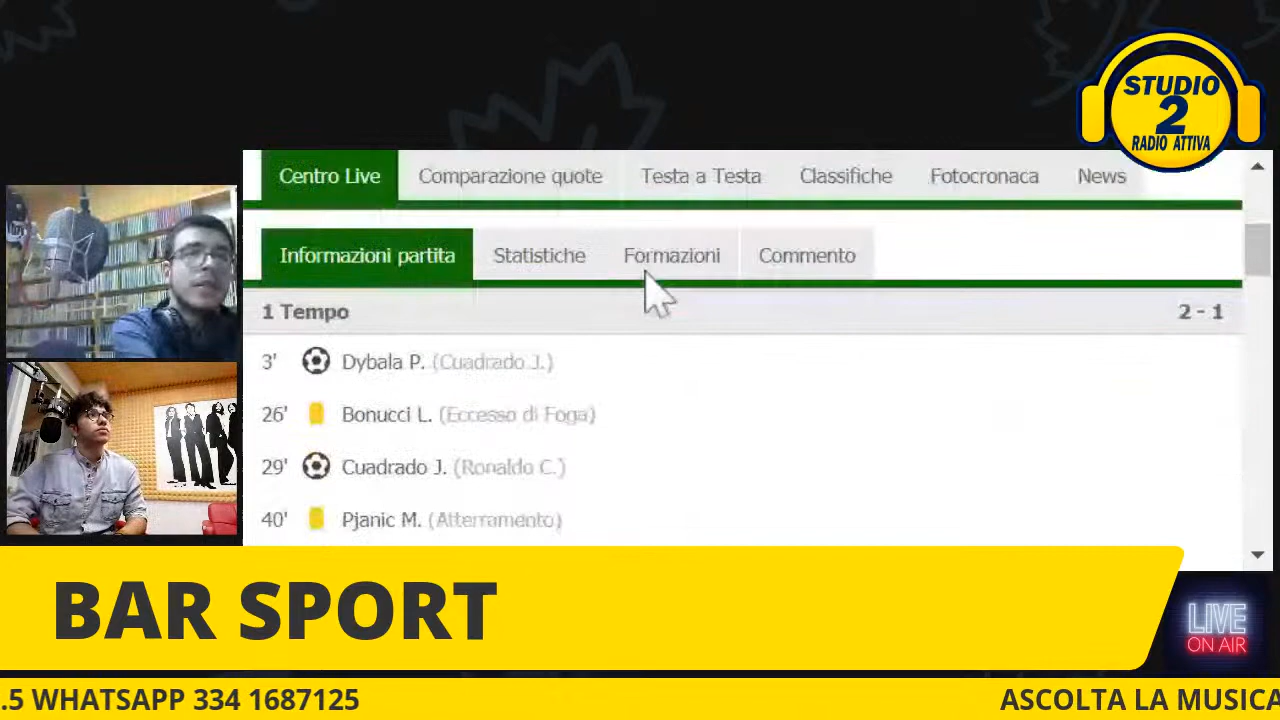 STUDIO
2
RADIO ATTIVA
Centro Live Comparazione quote Testa a Testa Classifiche Fotocronaca News
Informazioni partita Statistiche Formazioni Commento
1 Tempo 2 - 1
3' Dybala P. (Cuadrado J.)
26' Bonucci L. (Eccesso di Foga)
29' Cuadrado J. (Ronaldo C.)
40' Pjanic M. (Atterramento)
BAR SPORT
LIVE
ON AIR
.5 WHATSAPP 334 1687125 ASCOLTA LA MUSICA